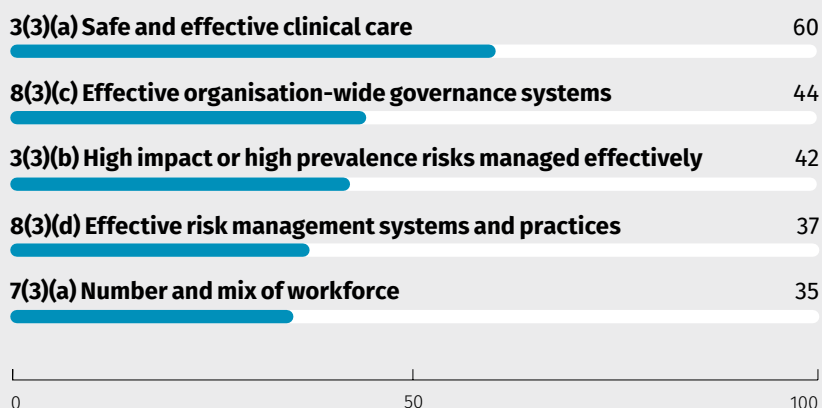 3(3)(a) Safe and effective clinical care 60
8(3)(c) Effective organisation-wide governance systems 44
3(3)(b) High impact or high prevalence risks managed effectively 42
8(3)(d) Effective risk management systems and practices 37
7(3)(a) Number and mix of workforce 35
0 50 100